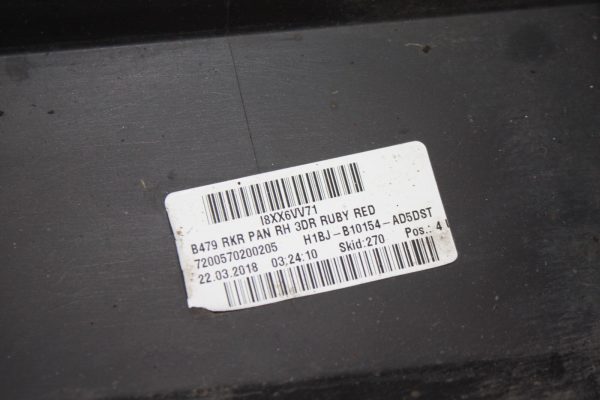 I8XX6VV71
B479 RKR PAN RH 3DR RUBY RED
7200570200205 H1BJ-B10154-AD5DST
22.03.2018 03:24:10 Skid:270 Pos.: 4